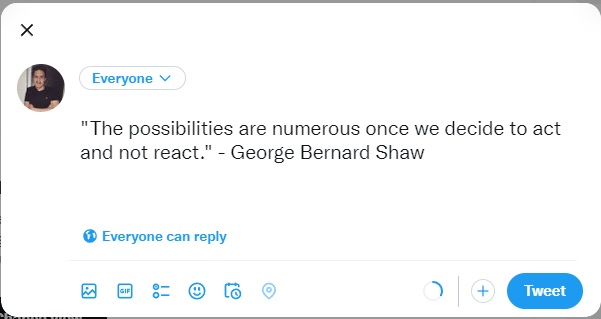 Everyone
"The possibilities are numerous once we decide to act
and not react." - George Bernard Shaw
Everyone can reply
GIF
Tweet